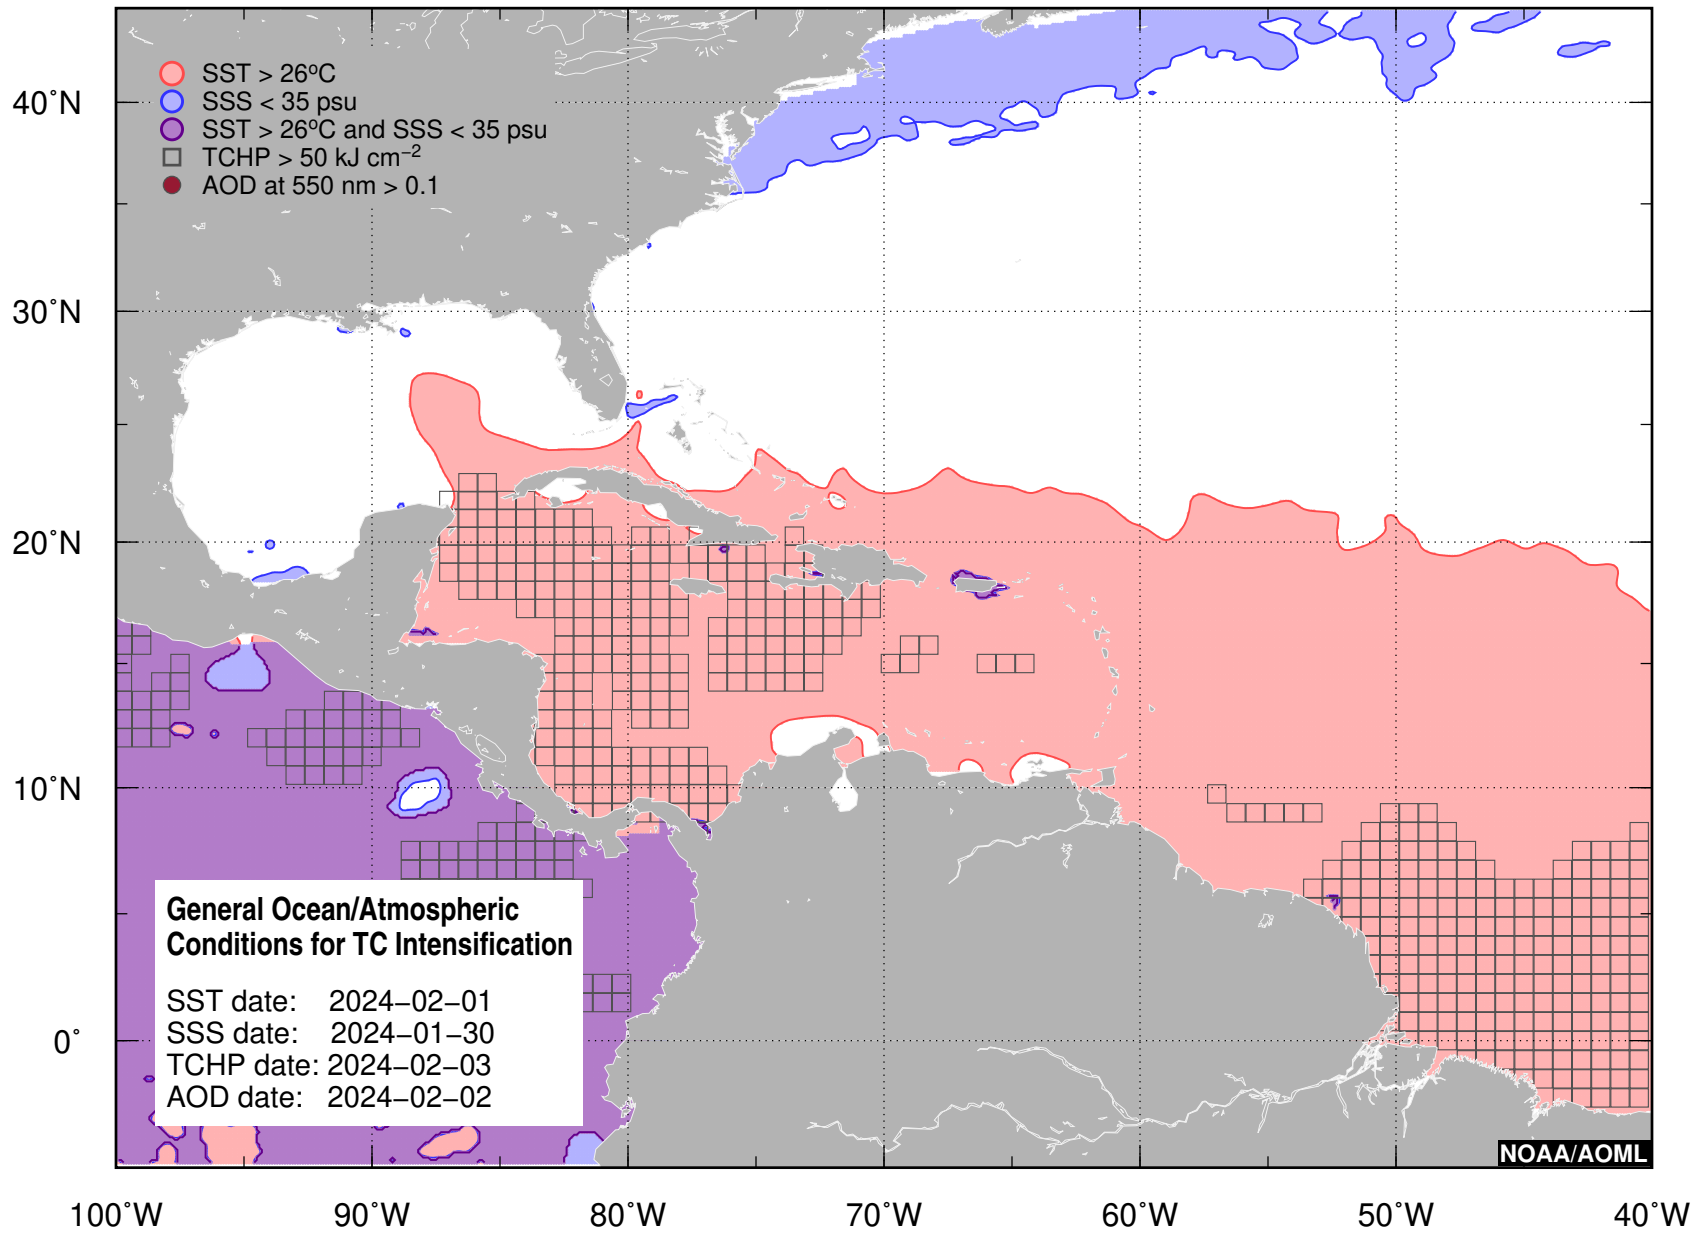 SST > 26°C
SSS < 35 psu
SST > 26°C and SSS < 35 psu
TCHP > 50 kJ cm⁻²
AOD at 550 nm > 0.1
40°N
30°N
20°N
10°N
0°
General Ocean/Atmospheric
Conditions for TC Intensification
SST date: 2024−02−01
SSS date: 2024−01−30
TCHP date: 2024−02−03
AOD date: 2024−02−02
NOAA/AOML
100°W 90°W 80°W 70°W 60°W 50°W 40°W